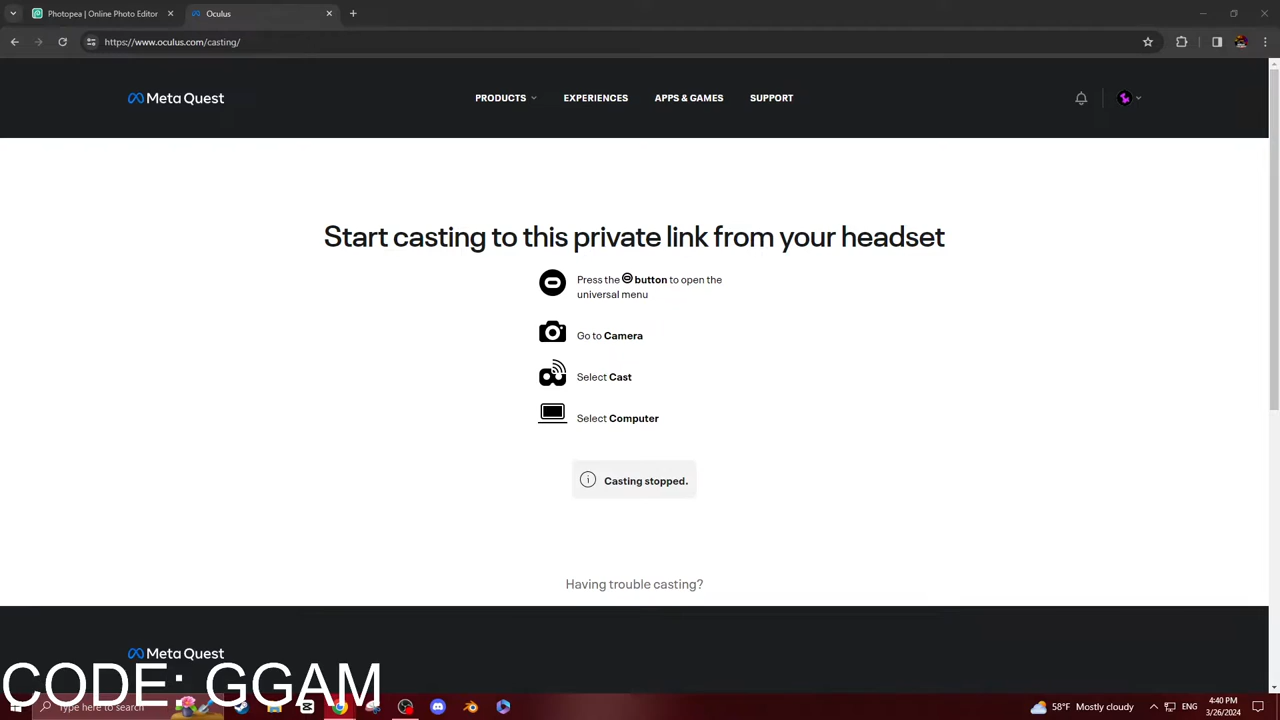 Photopea | Online Photo Editor
Oculus
https://www.oculus.com/casting/
Meta Quest
PRODUCTS
EXPERIENCES
APPS & GAMES
SUPPORT
Start casting to this private link from your headset
Press the button to open the
universal menu
Go to Camera
Select Cast
Select Computer
Casting stopped.
Having trouble casting?
Meta Quest
CODE: GGAM
Type here to search
58°F Mostly cloudy
ENG
4:40 PM
3/26/2024